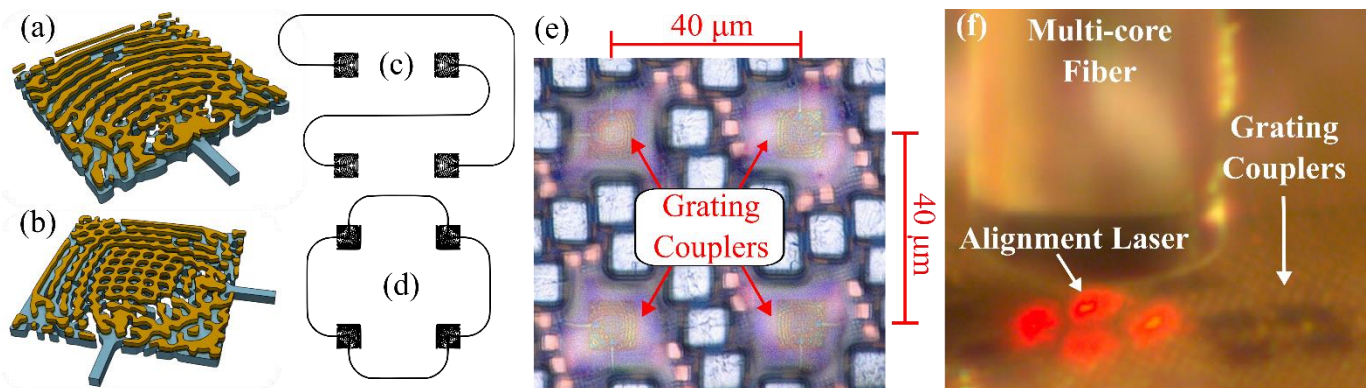 (a)
(b)
(c)
(d)
(e)
40 μm
40 μm
Grating
Couplers
(f)
Multi-core
Fiber
Grating
Couplers
Alignment Laser